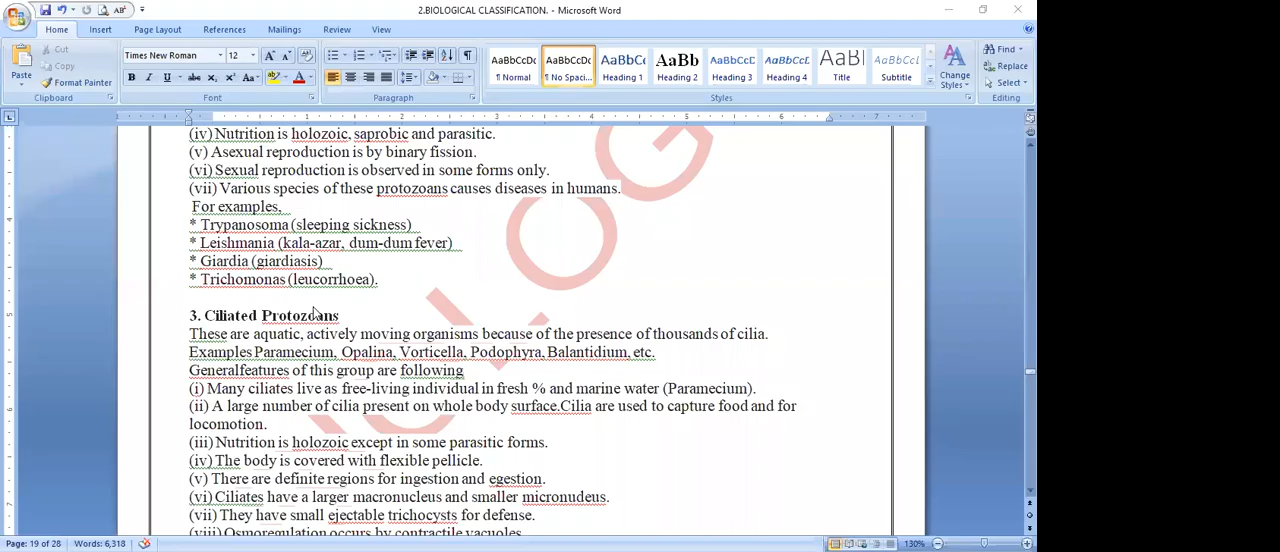 2.BIOLOGICAL CLASSIFICATION. - Microsoft Word
Home Insert Page Layout References Mailings Review View
Cut
Copy
Format Painter
Paste
Clipboard
Times New Roman 12
Font
Paragraph
AaBbCcDc AaBbCcDc AaBbC AaBb AaBbCc AaBbCc AaB AaBbCcL
¶ Normal ¶ No Spaci... Heading 1 Heading 2 Heading 3 Heading 4 Title Subtitle
Change Styles
Styles
Find
Replace
Select
Editing
(iv) Nutrition is holozoic, saprobic and parasitic.
(v) Asexual reproduction is by binary fission.
(vi) Sexual reproduction is observed in some forms only.
(vii) Various species of these protozoans causes diseases in humans.
For examples,
* Trypanosoma (sleeping sickness)
* Leishmania (kala-azar, dum-dum fever)
* Giardia (giardiasis)
* Trichomonas (leucorrhoea).
3. Ciliated Protozoans
These are aquatic, actively moving organisms because of the presence of thousands of cilia.
Examples Paramecium, Opalina, Vorticella, Podophyra, Balantidium, etc.
Generalfeatures of this group are following
(i) Many ciliates live as free-living individual in fresh % and marine water (Paramecium).
(ii) A large number of cilia present on whole body surface.Cilia are used to capture food and for
locomotion.
(iii) Nutrition is holozoic except in some parasitic forms.
(iv) The body is covered with flexible pellicle.
(v) There are definite regions for ingestion and egestion.
(vi) Ciliates have a larger macronucleus and smaller micronudeus.
(vii) They have small ejectable trichocysts for defense.
(viii) Osmoregulation occurs by contractile vacuoles.
Page: 19 of 28 Words: 6,318 130%